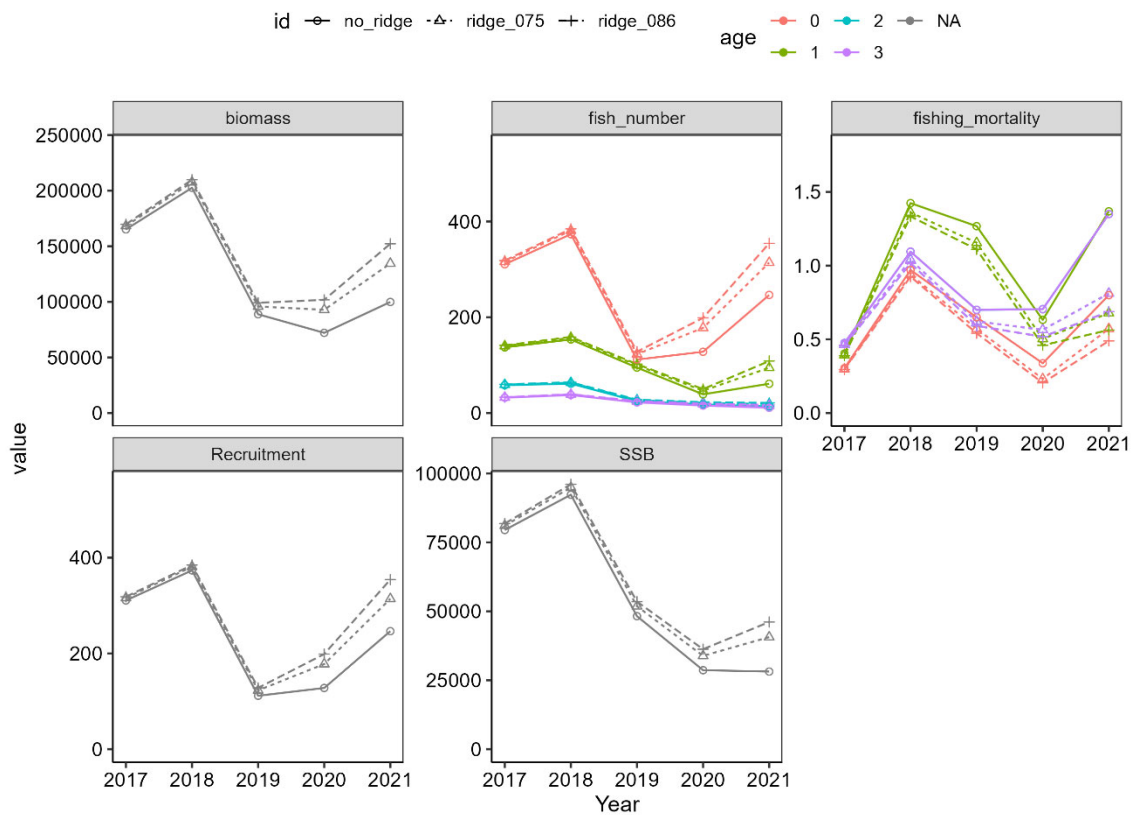 id no_ridge ridge_075 ridge_086
age 0 2 NA
1 3
biomass
250000
200000
150000
100000
50000
0
fish_number
400
200
0
fishing_mortality
1.5
1.0
0.5
0.0
2017 2018 2019 2020 2021
value
Recruitment
400
200
0
2017 2018 2019 2020 2021
SSB
100000
75000
50000
25000
0
2017 2018 2019 2020 2021
Year